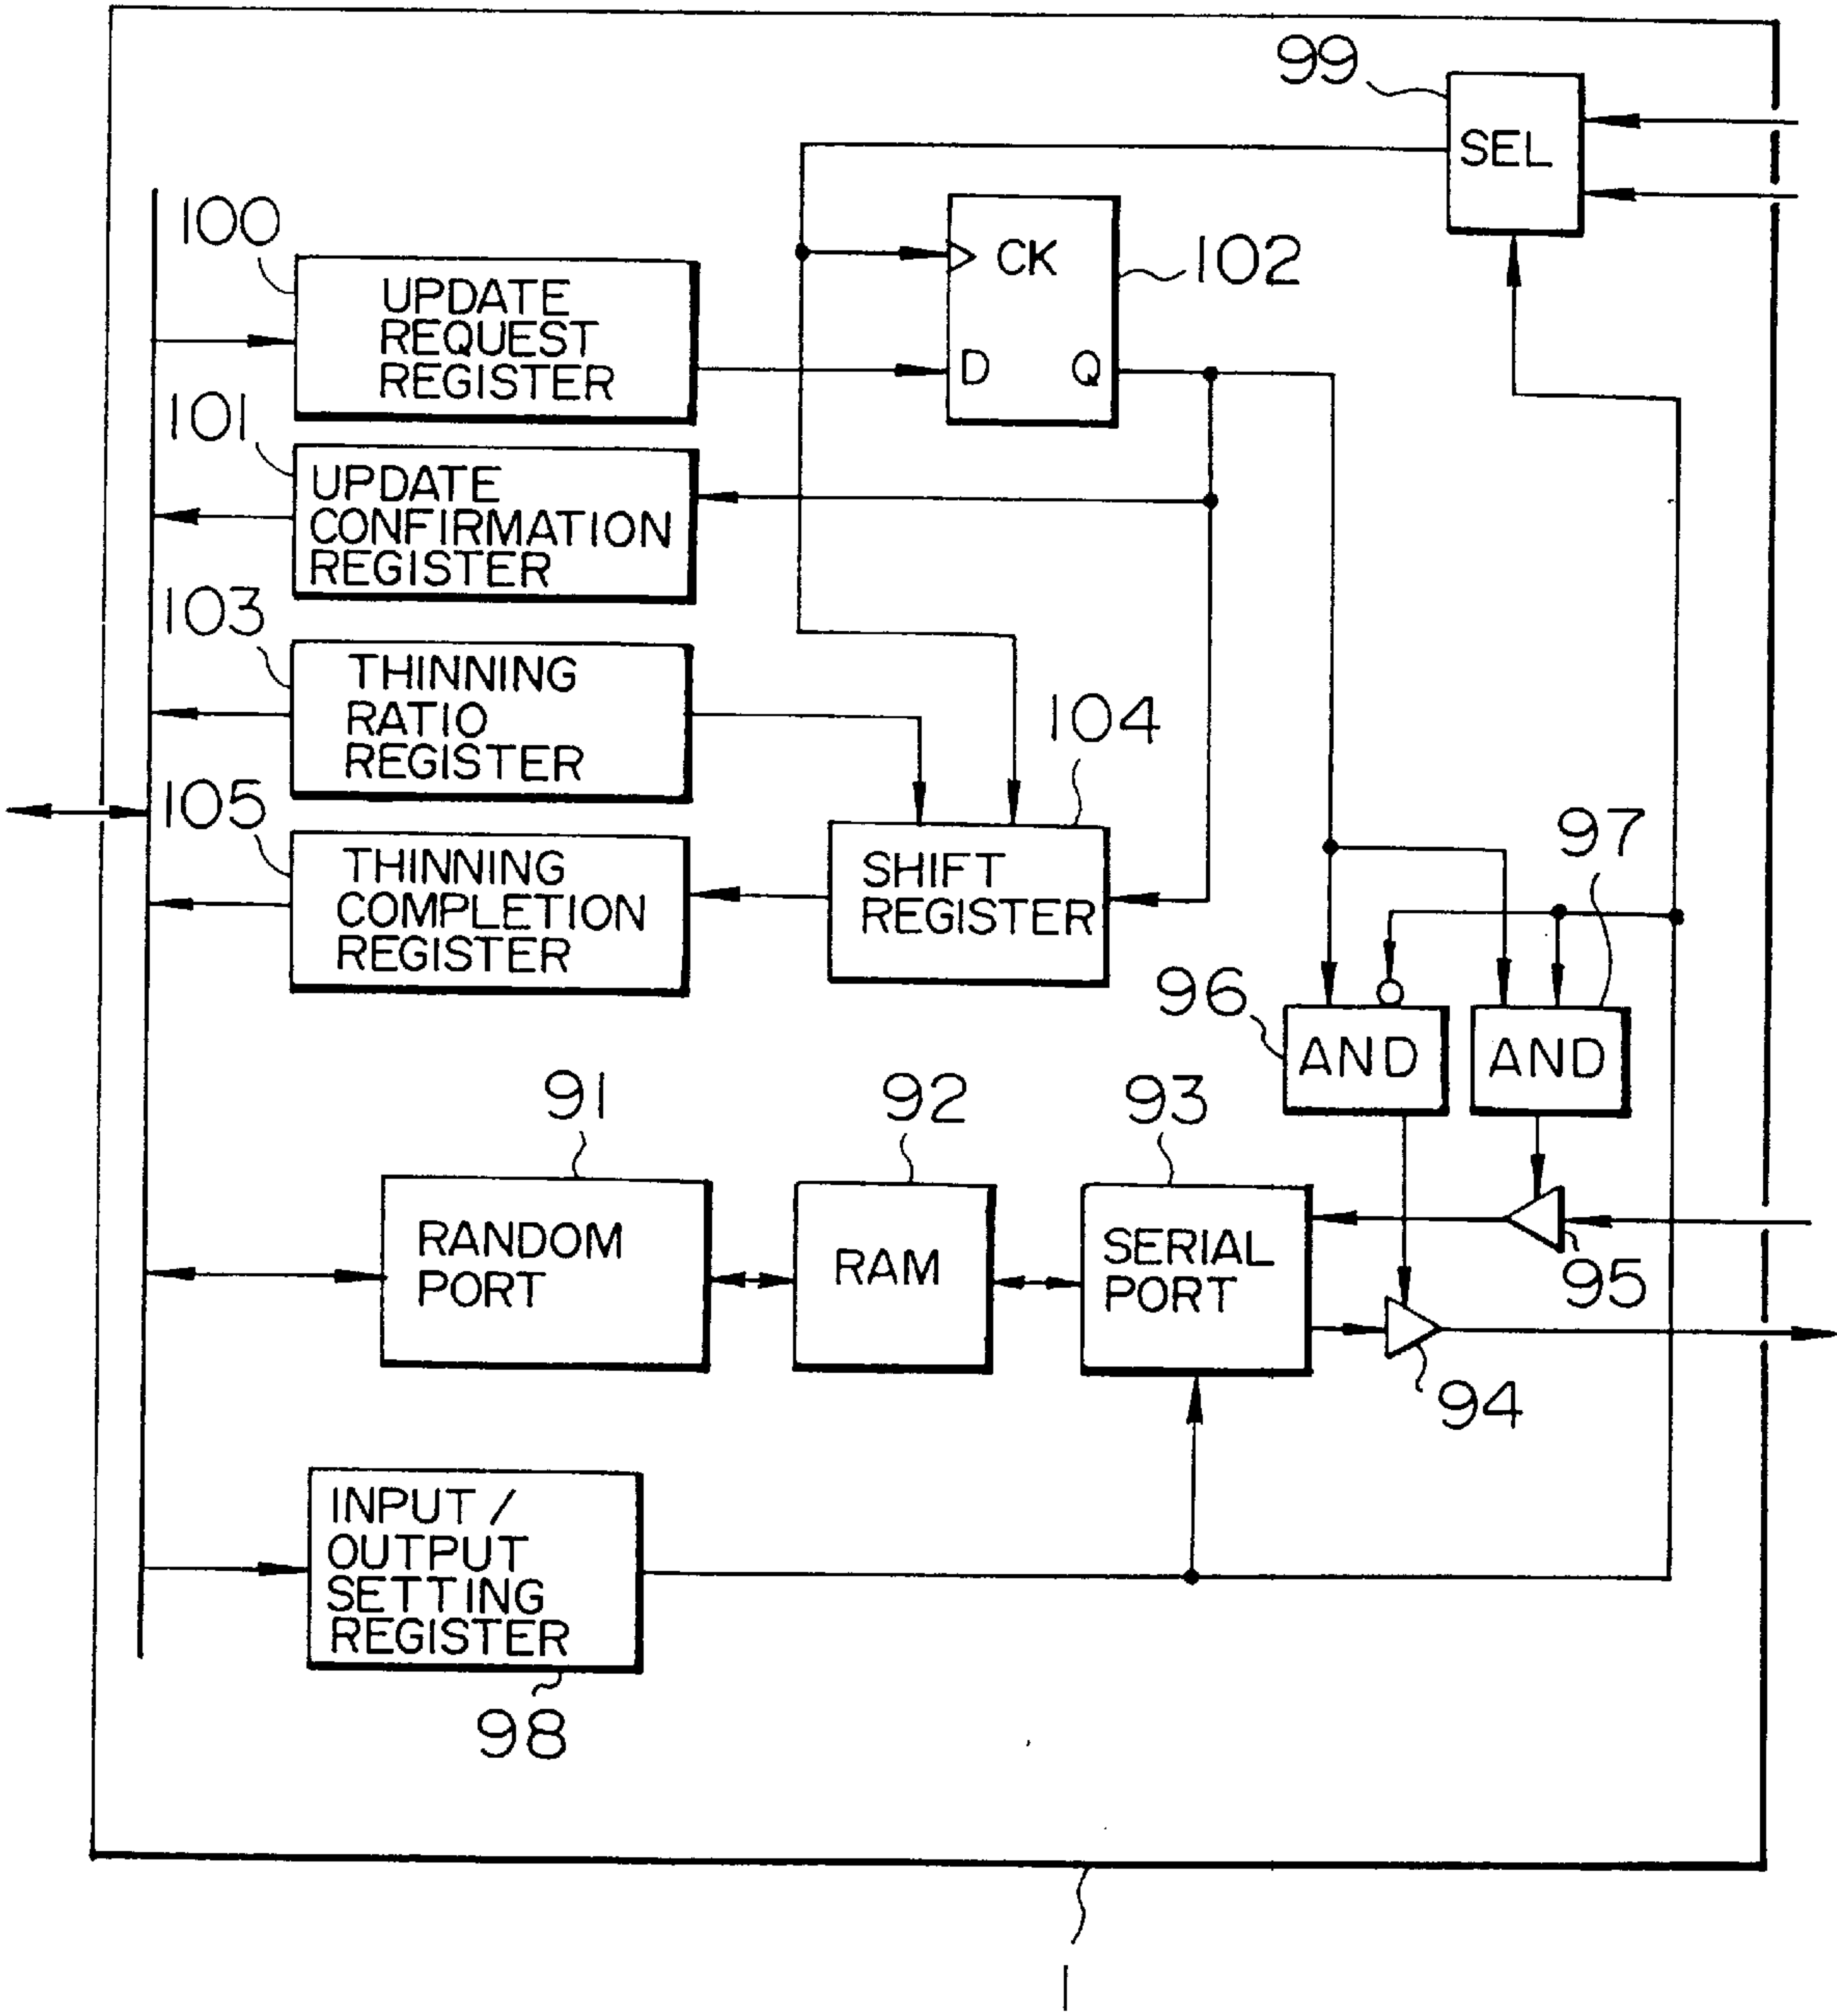 99
SEL
100
UPDATE
REQUEST
REGISTER
CK
D Q
102
101
UPDATE
CONFIRMATION
REGISTER
103
THINNING
RATIO
REGISTER
104
105
THINNING
COMPLETION
REGISTER
SHIFT
REGISTER
97
96
AND
AND
91
92
93
RANDOM
PORT
RAM
SERIAL
PORT
95
94
INPUT /
OUTPUT
SETTING
REGISTER
98
1